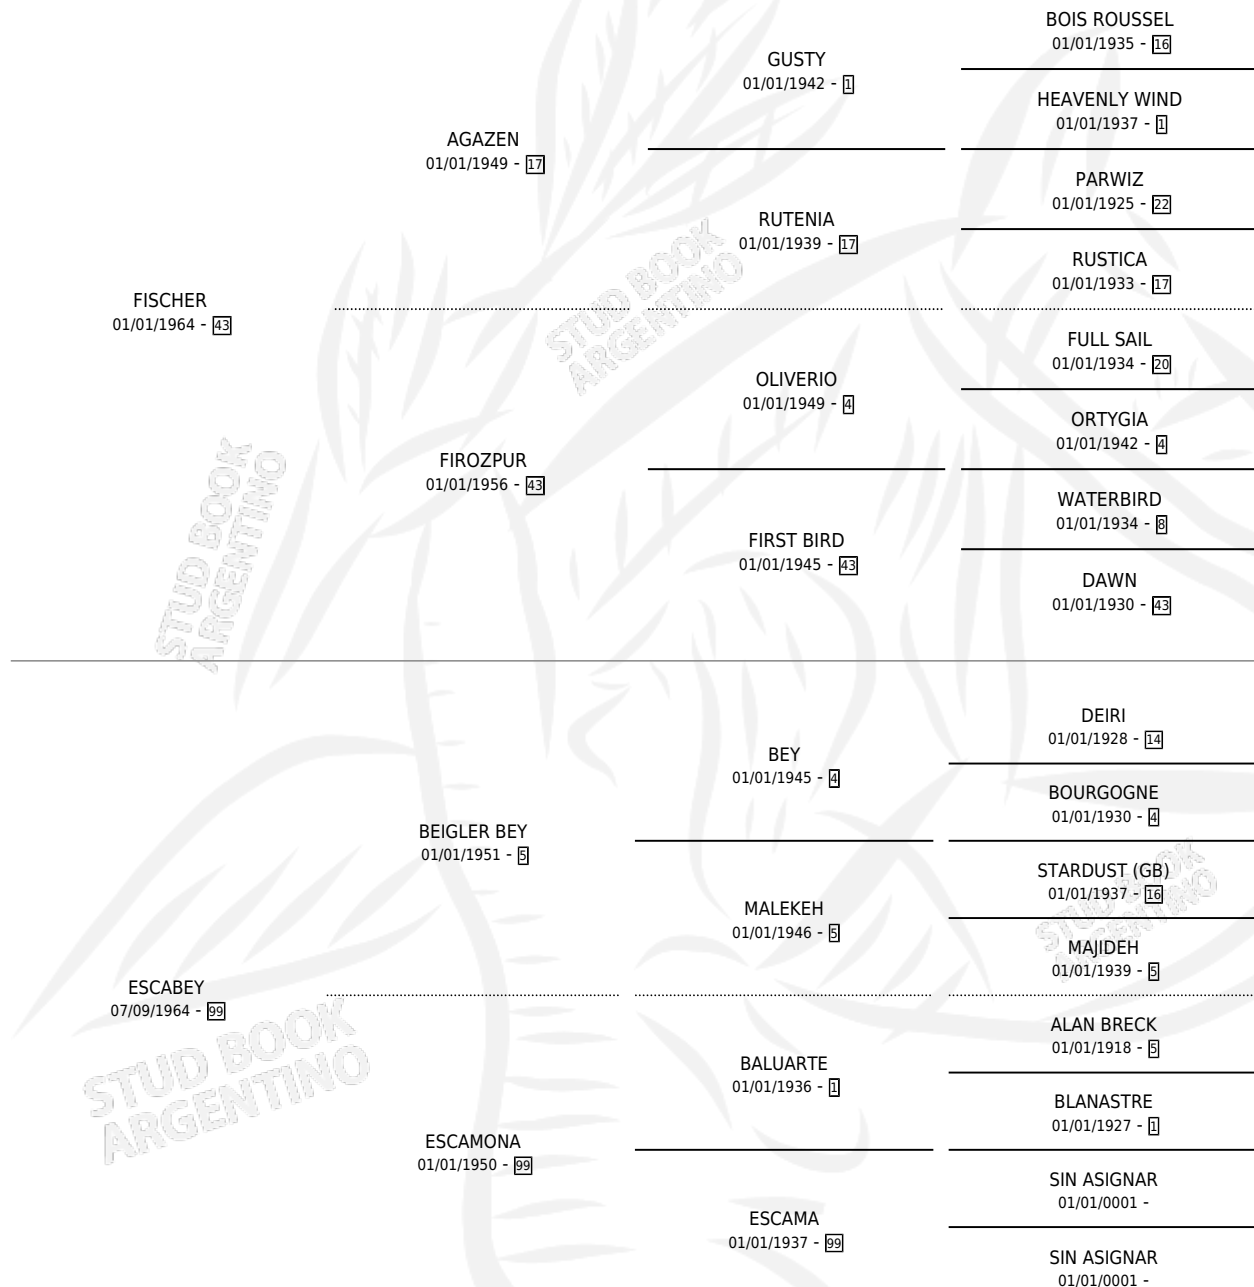 BOIS ROUSSEL
01/01/1935 - 16
GUSTY
01/01/1942 - 1
HEAVENLY WIND
01/01/1937 - 1
AGAZEN
01/01/1949 - 17
PARWIZ
01/01/1925 - 22
RUTENIA
01/01/1939 - 17
RUSTICA
01/01/1933 - 17
FISCHER
01/01/1964 - 43
FULL SAIL
01/01/1934 - 20
OLIVERIO
01/01/1949 - 4
ORTYGIA
01/01/1942 - 4
FIROZPUR
01/01/1956 - 43
WATERBIRD
01/01/1934 - 8
FIRST BIRD
01/01/1945 - 43
DAWN
01/01/1930 - 43
DEIRI
01/01/1928 - 14
BEY
01/01/1945 - 4
BOURGOGNE
01/01/1930 - 4
BEIGLER BEY
01/01/1951 - 5
STARDUST (GB)
01/01/1937 - 16
MALEKEH
01/01/1946 - 5
MAJIDEH
01/01/1939 - 5
ESCABEY
07/09/1964 - 99
ALAN BRECK
01/01/1918 - 5
BALUARTE
01/01/1936 - 1
BLANASTRE
01/01/1927 - 1
ESCAMONA
01/01/1950 - 99
SIN ASIGNAR
01/01/0001 -
ESCAMA
01/01/1937 - 99
SIN ASIGNAR
01/01/0001 -
STUD BOOK
ARGENTINO
STUD BOOK
ARGENTINO
STUD BOOK
ARGENTINO
STUD BOOK
ARGENTINO